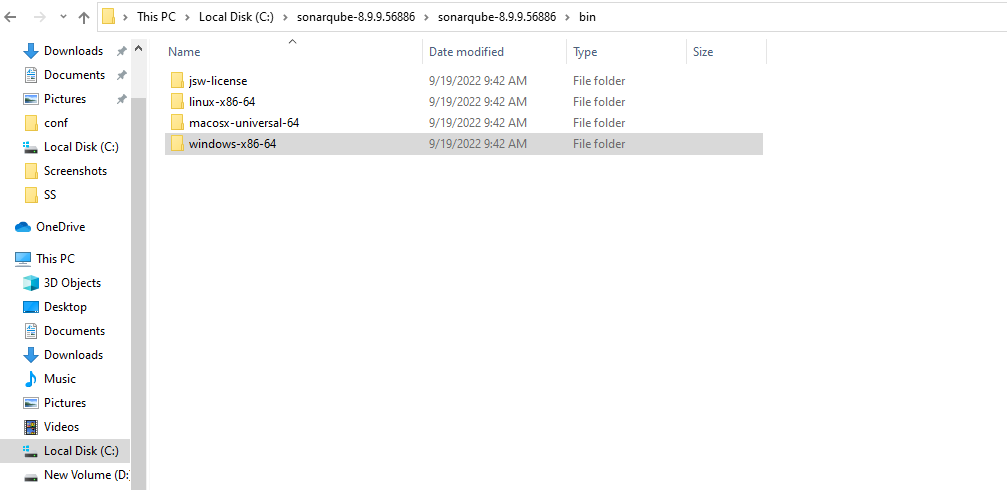 This PC > Local Disk (C:) > sonarqube-8.9.9.56886 > sonarqube-8.9.9.56886 > bin
Downloads
Documents
Pictures
conf
Local Disk (C:)
Screenshots
SS
OneDrive
This PC
3D Objects
Desktop
Documents
Downloads
Music
Pictures
Videos
Local Disk (C:)
New Volume (D:)
Name Date modified Type Size
jsw-license 9/19/2022 9:42 AM File folder
linux-x86-64 9/19/2022 9:42 AM File folder
macosx-universal-64 9/19/2022 9:42 AM File folder
windows-x86-64 9/19/2022 9:42 AM File folder